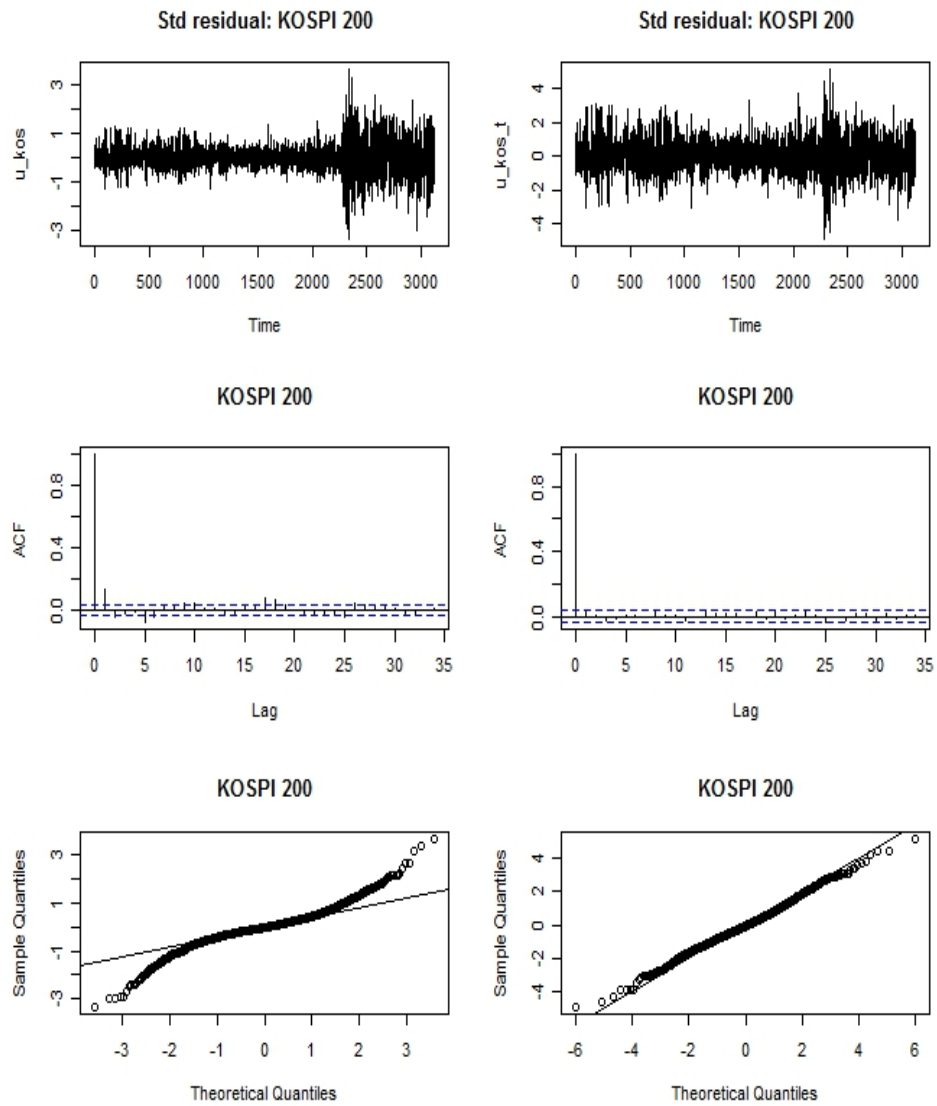 Std residual: KOSPI 200
u_kos
3
1
-1
-3
0 500 1000 1500 2000 2500 3000
Time
Std residual: KOSPI 200
u_kos_t
4
2
0
-2
-4
0 500 1000 1500 2000 2500 3000
Time
KOSPI 200
ACF
0.8
0.4
0.0
0 5 10 15 20 25 30 35
Lag
KOSPI 200
ACF
0.8
0.4
0.0
0 5 10 15 20 25 30 35
Lag
KOSPI 200
Sample Quantiles
3
1
-1
-3
-3 -2 -1 0 1 2 3
Theoretical Quantiles
KOSPI 200
Sample Quantiles
4
2
0
-2
-4
-6 -4 -2 0 2 4 6
Theoretical Quantiles